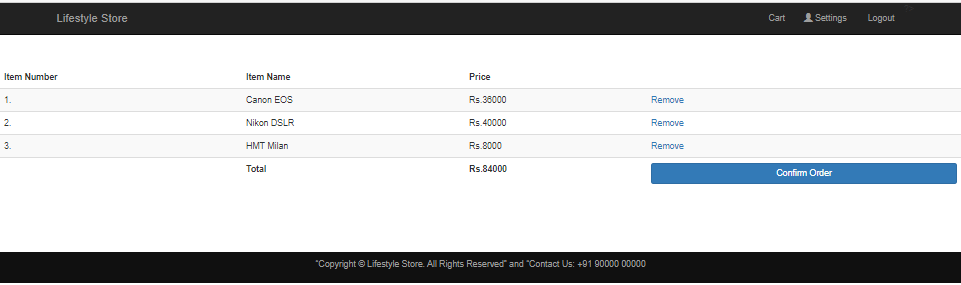 Lifestyle Store Cart Settings Logout
Item Number Item Name Price
1. Canon EOS Rs.36000 Remove
2. Nikon DSLR Rs.40000 Remove
3. HMT Milan Rs.8000 Remove
Total Rs.84000 Confirm Order
"Copyright © Lifestyle Store. All Rights Reserved" and "Contact Us: +91 90000 00000